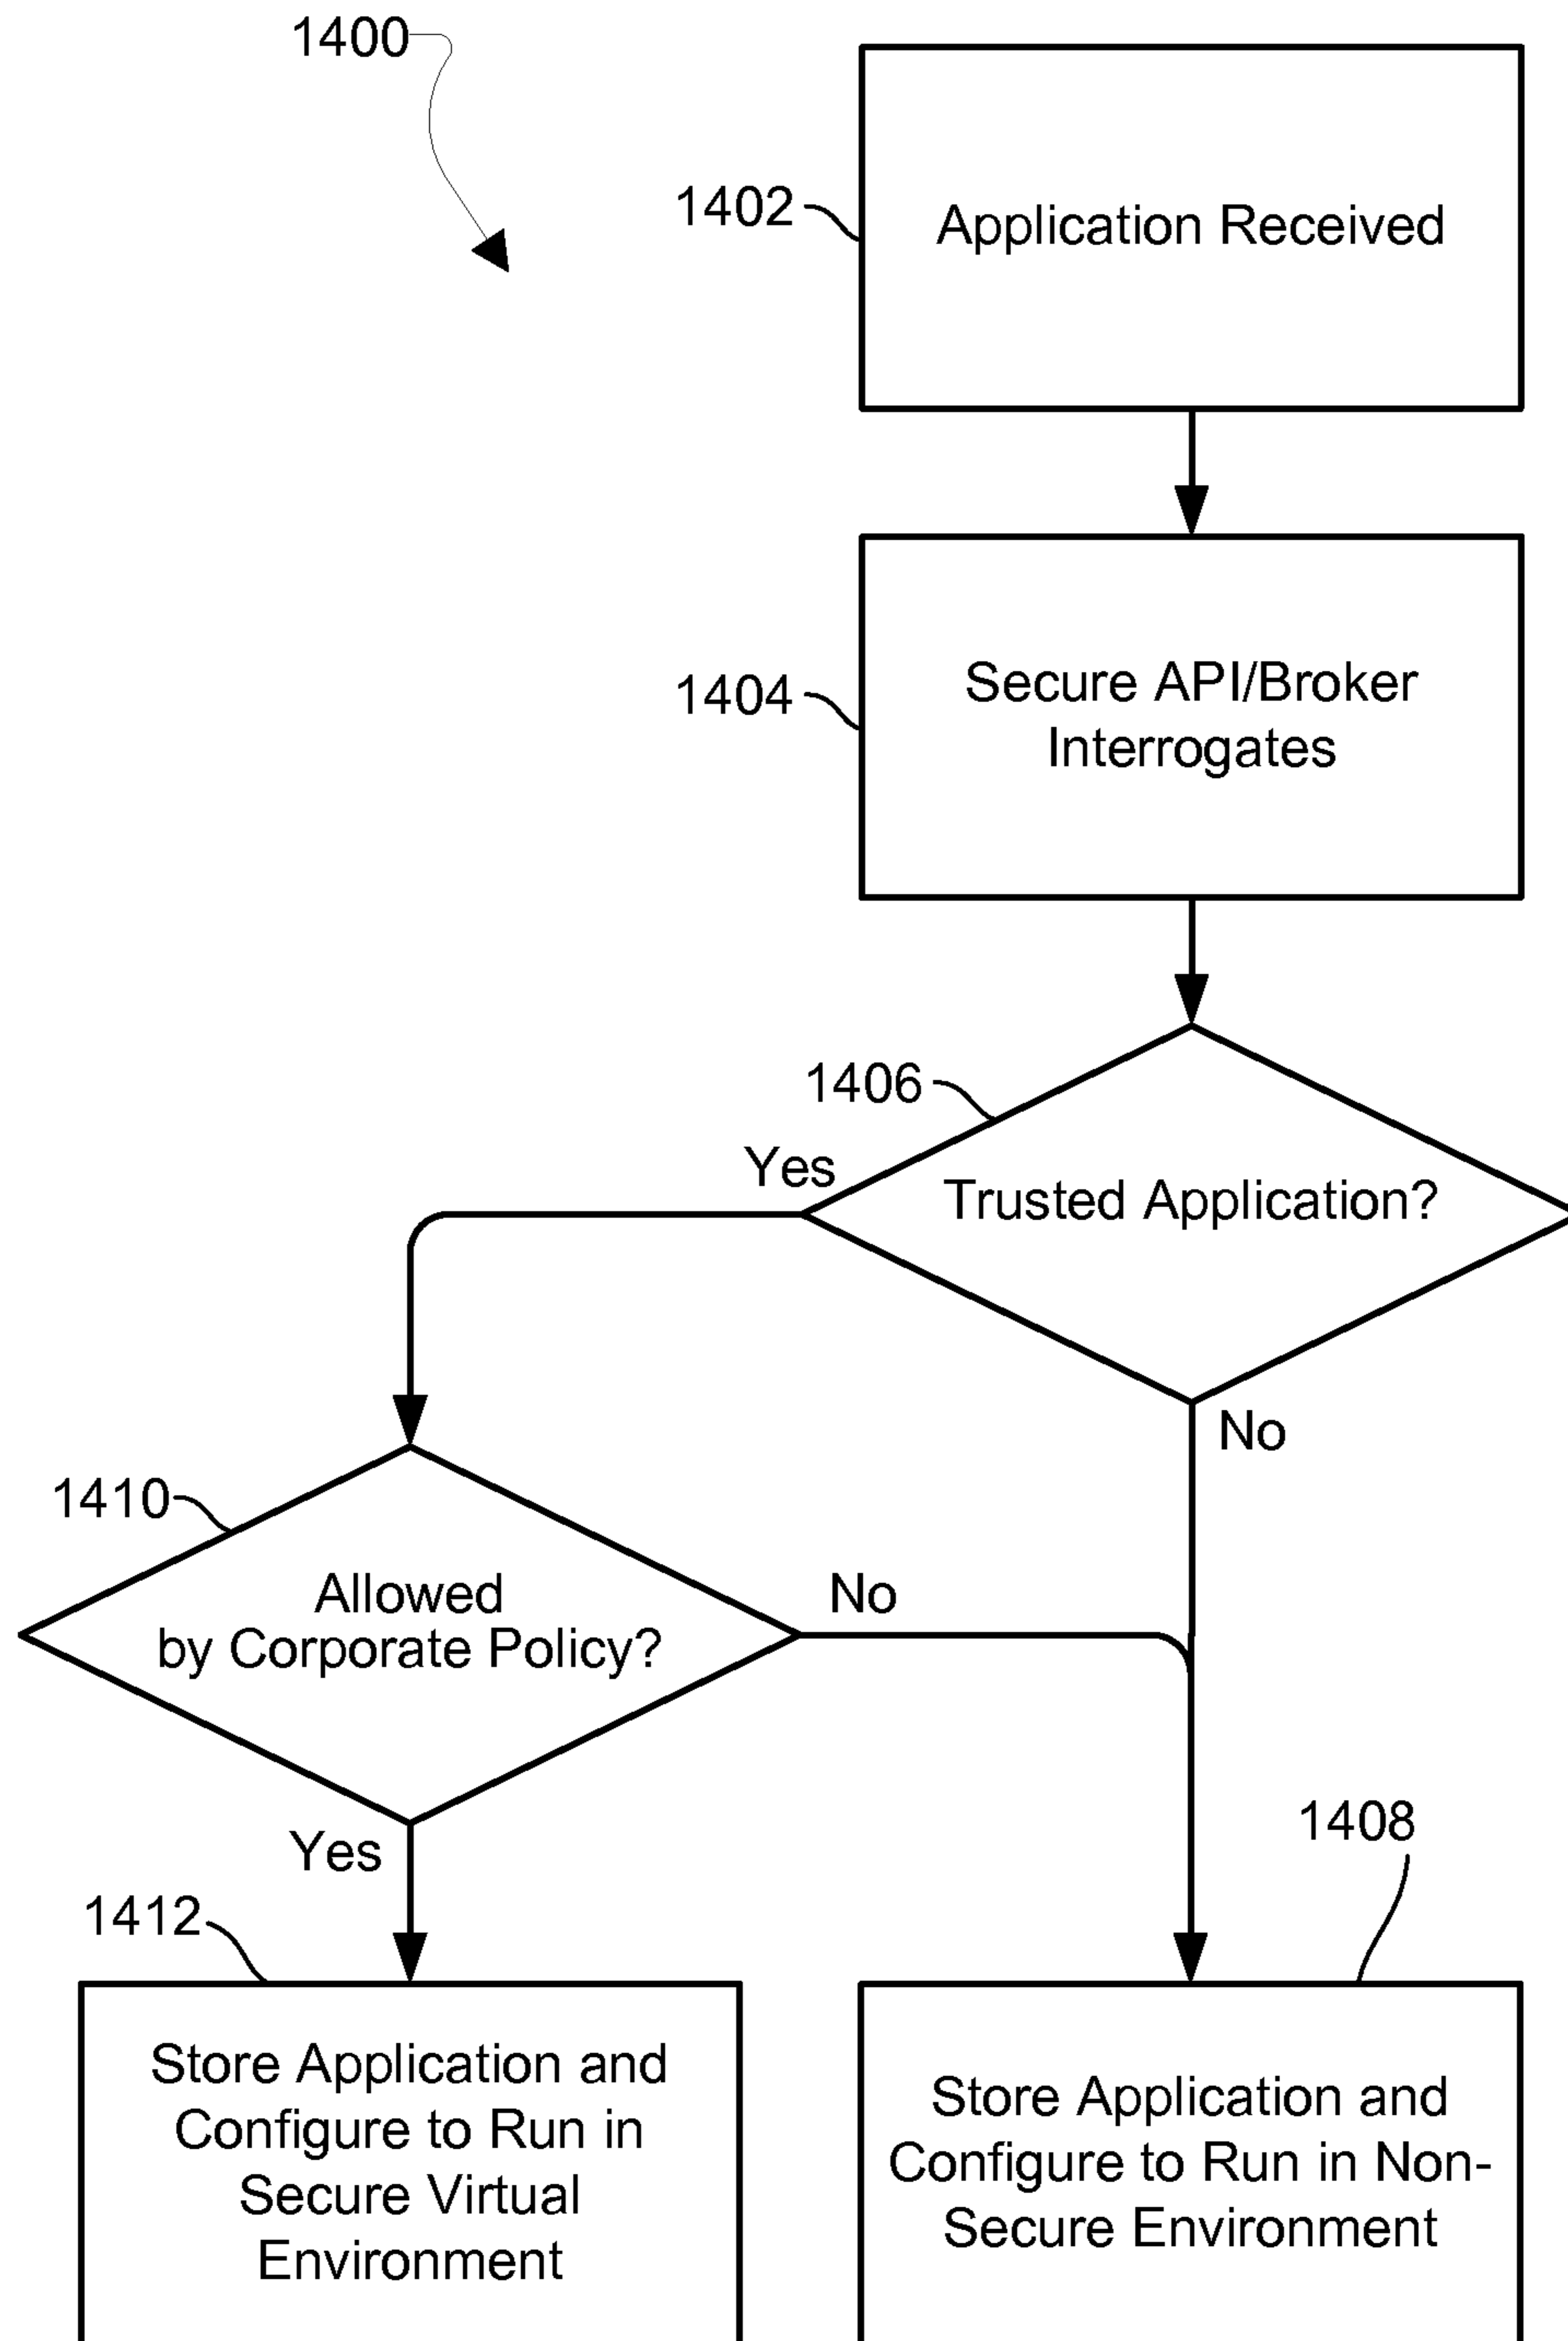 1400
1402
Application Received
1404
Secure API/Broker
Interrogates
1406
Yes
Trusted Application?
No
1410
Allowed
by Corporate Policy?
No
Yes
1408
1412
Store Application and
Configure to Run in
Secure Virtual
Environment
Store Application and
Configure to Run in Non-
Secure Environment